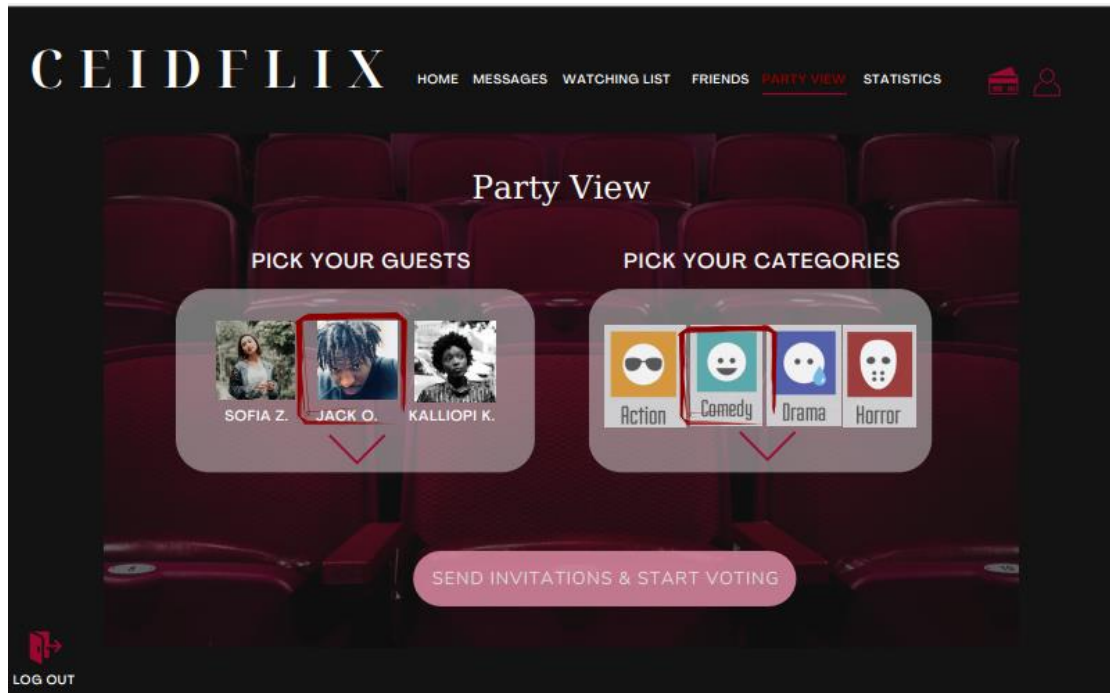 CEIDFLIX HOME MESSAGES WATCHING LIST FRIENDS PARTY VIEW STATISTICS
Party View
PICK YOUR GUESTS
SOFIA Z. JACK O. KALLIOPI K.
PICK YOUR CATEGORIES
Action Comedy Drama Horror
SEND INVITATIONS & START VOTING
LOG OUT